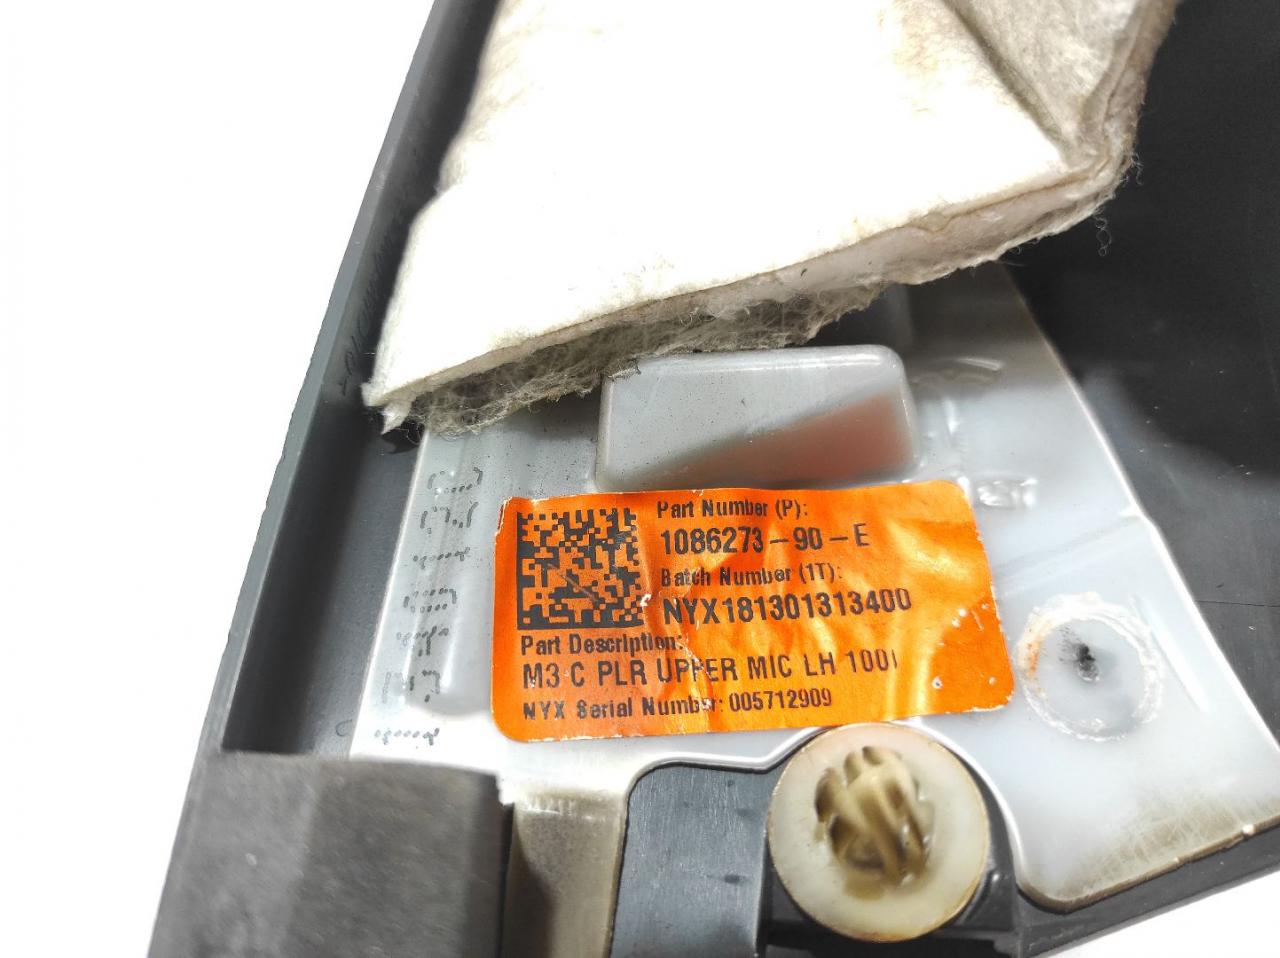 Part Number (P):
1086273-90-E
Batch Number (1T):
NYX181301313400
Part Description:
M3 C PLR UPPER MIC LH 100
NYX Serial Number: 005712909